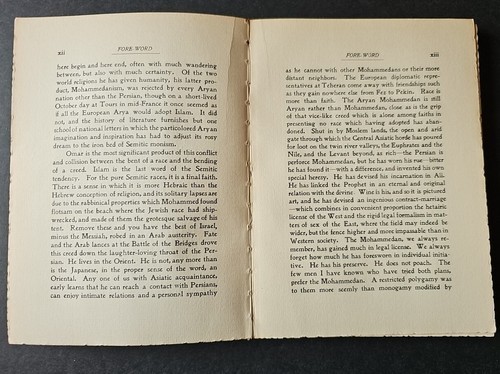 xii
FORE-WORD
here begin and here end, often with much wandering
between, but also with much certainty. Of the two
world religions he has given humanity, his latter pro-
duct, Mohammedanism, was rejected by every Aryan
nation other than the Persian, though on a short-lived
October day at Tours in mid-France it once seemed as
if all the European Arya would adopt Islam. It did
not, and the history of literature furnishes but one
school of national letters in which the particolored Aryan
imagination and inspiration has had to adjust its rosy
dream to the iron bed of Semitic monism.
Omar is the most significant product of this conflict
and collision between the bent of a race and the bending
of a creed. Islam is the last word of the Semitic
tendency. For the pure Semitic races, it is a final faith.
There is a sense in which it is more Hebraic than the
Hebrew conception of religion, and its solitary lapses are
due to the rabbinical properties which Mohammed found
flotsam on the beach where the Jewish race had ship-
wrecked, and made of them the grotesque salvage of his
tent. Remove these and you have the best of Israel,
minus the Messiah, robed in an Arab austerity. Fate
and the Arab lances at the Battle of the Bridges drove
this creed down the laughter-loving throat of the Per-
sian. He lives in the Orient. He is not, any more than
is the Japanese, in the proper sense of the word, an
Oriental. Any one of us with Asiatic acquaintance,
early learns that he can reach a contact with Persians,
can enjoy intimate relations and a personal sympathy
FORE-WORD
xiii
as he cannot with other Mohammedans or their more
distant neighbors. The European diplomatic repre-
sentatives at Teheran come away with friendships such
as they gain nowhere else from Fez to Pekin. Race is
more than faith. The Aryan Mohammedan is still
Aryan rather than Mohammedan, close as is the grip
of that vice-like creed which is alone among faiths in
presenting no race which having adopted has aban-
doned. Shut in by Moslem lands, the open and arid
gate through which the Central Asiatic horde has poured
for loot on the twin river valleys, the Euphrates and the
Nile, and the Levant beyond, as rich—the Persian is
perforce Mohammedan, but he has worn his rue—bitter
he has found it—with a difference, and invented his own
special heresy. He has devised his incarnation in Ali.
He has linked the Prophet in an eternal and original
relation with the divine. Wine is his, and so it is pictured
art, and he has devised an ingenious contract-marriage
—which combines in convenient proportion the hetairic
license of the West and the rigid legal formalism in mat-
ters of sex of the East, where the field may indeed be
wider, but the fence higher and more impassable than in
Western society. The Mohammedan, we always re-
member, has gained much in legal license. We always
forget how much he has foresworn in individual initia-
tive. He has his preserve. He does not poach. The
few men I have known who have tried both plans,
prefer the Mohammedan. A restricted polygamy was
to them more seemly than monogamy modified by